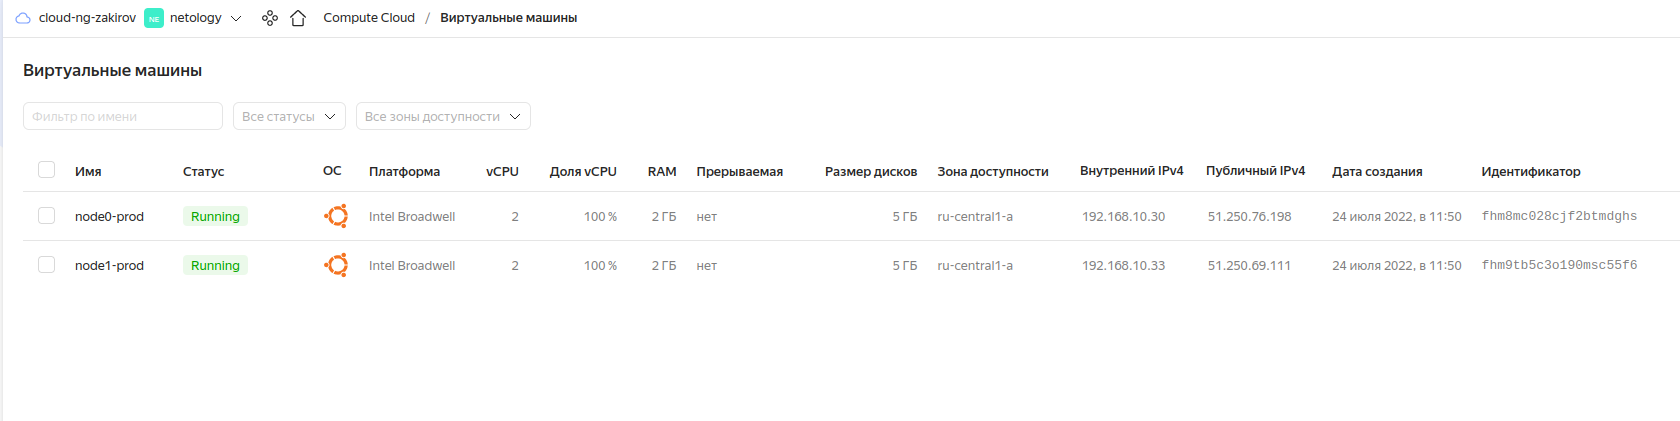 cloud-ng-zakirov NE netology Compute Cloud / Виртуальные машины
Виртуальные машины
Фильтр по имени Все статусы Все зоны доступности
Имя Статус ОС Платформа vCPU Доля vCPU RAM Прерываемая Размер дисков Зона доступности Внутренний IPv4 Публичный IPv4 Дата создания Идентификатор
node0-prod Running Intel Broadwell 2 100 % 2 ГБ нет 5 ГБ ru-central1-a 192.168.10.30 51.250.76.198 24 июля 2022, в 11:50 fhm8mc028cjf2btmdghs
node1-prod Running Intel Broadwell 2 100 % 2 ГБ нет 5 ГБ ru-central1-a 192.168.10.33 51.250.69.111 24 июля 2022, в 11:50 fhm9tb5c3o190msc55f6